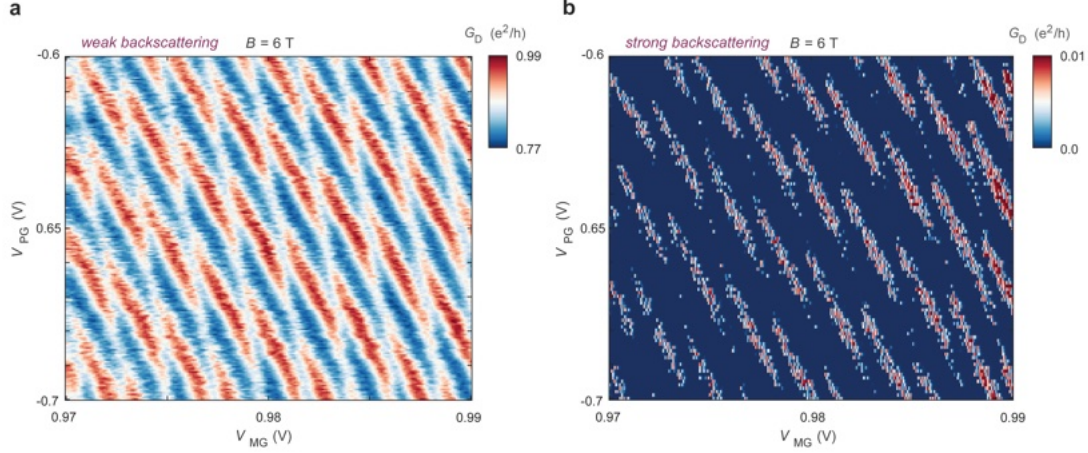 a
weak backscattering B = 6 T
G_D (e²/h)
-0.6
0.99
0.77
0.65
V_PG (V)
-0.7
0.97 0.98 0.99
V_MG (V)
b
strong backscattering B = 6 T
G_D (e²/h)
-0.6
0.01
0.0
0.65
V_PG (V)
-0.7
0.97 0.98 0.99
V_MG (V)